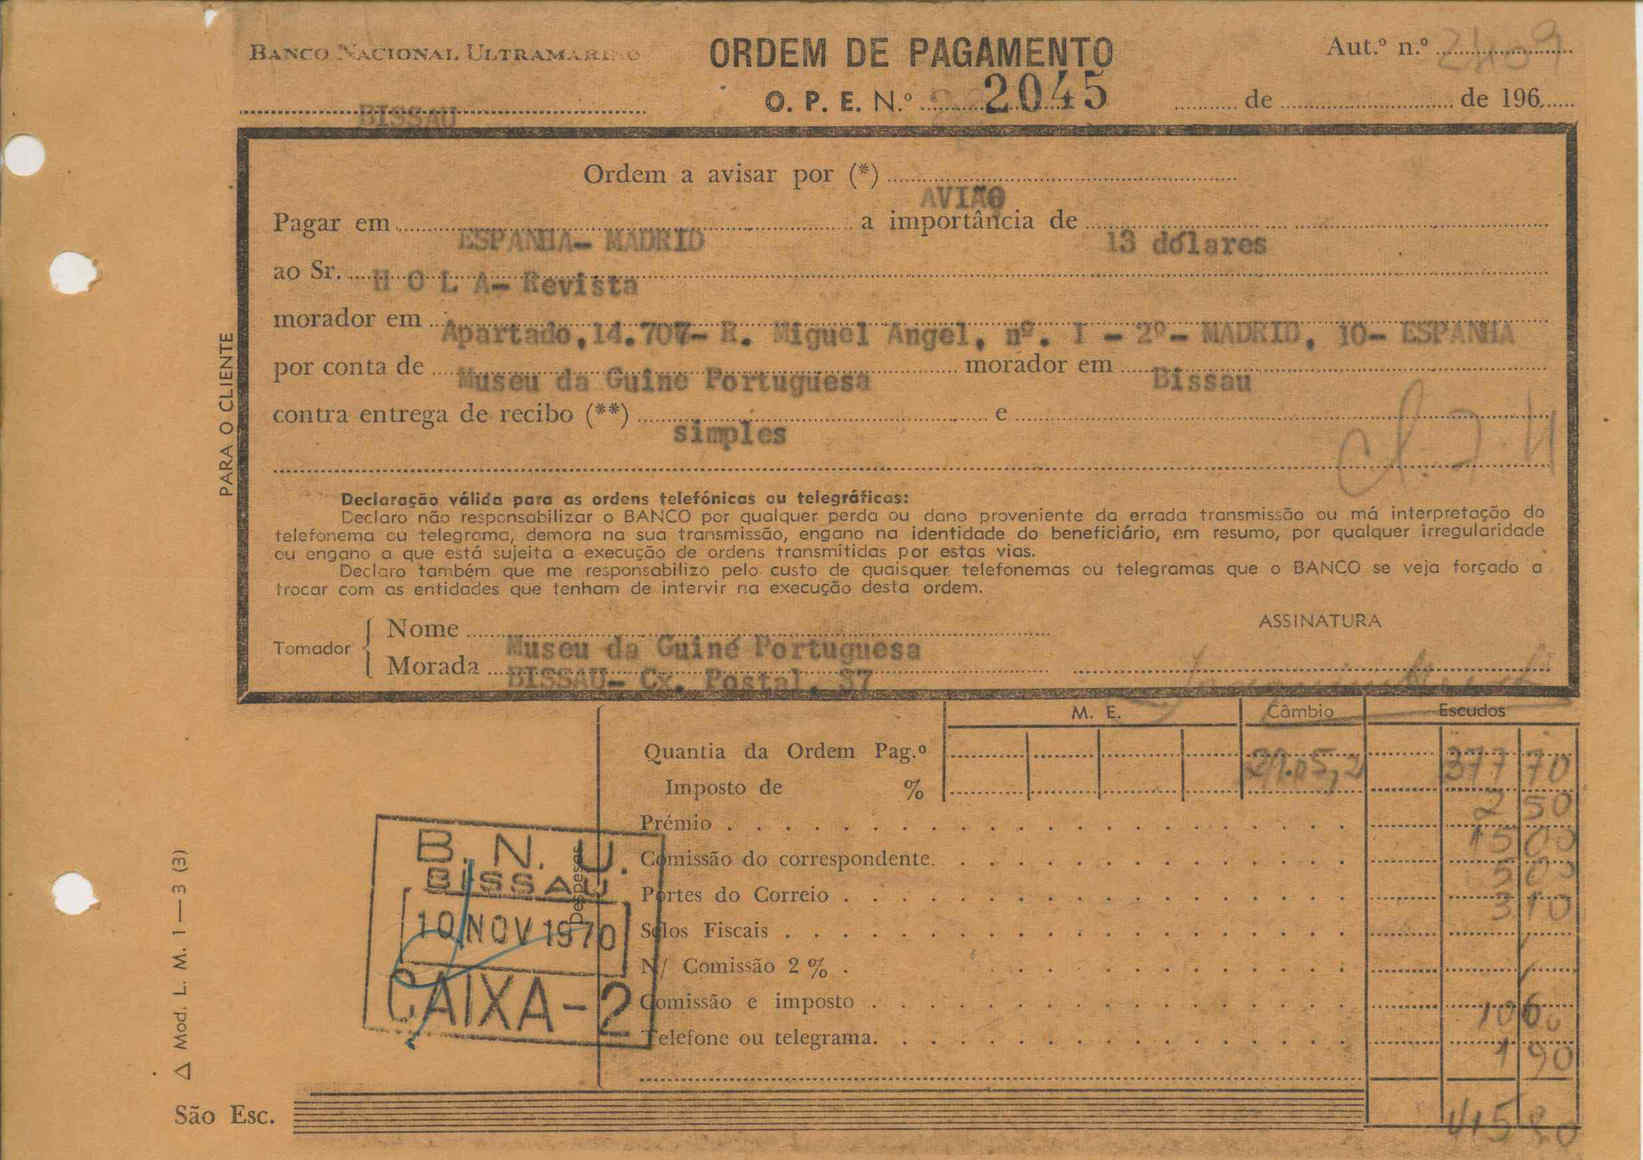 BANCO NACIONAL ULTRAMARINO
ORDEM DE PAGAMENTO
Aut.º n.º 2409
BISSAU
O. P. E. N.º 2045
de de 196
Ordem a avisar por (*) AVIÃO
Pagar em ESPANHA- MADRID a importância de 13 dólares
ao Sr. H O L A- Revista
morador em Apartado,14.707- R. Miguel Angel, nº. I - 2º- MADRID, 10- ESPANHA
por conta de Museu da Guiné Portuguesa morador em Bissau
contra entrega de recibo (**) simples e
PARA O CLIENTE
Declaração válida para as ordens telefónicas ou telegráficas:
Declaro não responsabilizar o BANCO por qualquer perda ou dano proveniente da errada transmissão ou má interpretação do
telefonema ou telegrama, demora na sua transmissão, engano na identidade do beneficiário, em resumo, por qualquer irregularidade
ou engano a que está sujeita a execução de ordens transmitidas por estas vias.
Declaro também que me responsabilizo pelo custo de quaisquer telefonemas ou telegramas que o BANCO se veja forçado a
trocar com as entidades que tenham de intervir na execução desta ordem.
ASSINATURA
Tomador
Nome Museu da Guiné Portuguesa
Morada BISSAU- Cx. Postal. 37
M. E. Câmbio Escudos
Quantia da Ordem Pag.º 377 70
Imposto de % 2 50
Prémio 15 00
Comissão do correspondente. 5 00
Portes do Correio 3 10
Selos Fiscais
N/ Comissão 2 %
Comissão e imposto 10 60
Telefone ou telegrama. 1 90
Despesas
B. N. U.
BISSAU
10 NOV 1970
CAIXA-2
Δ Mod. L. M. 1—3 (3)
São Esc. 415 80